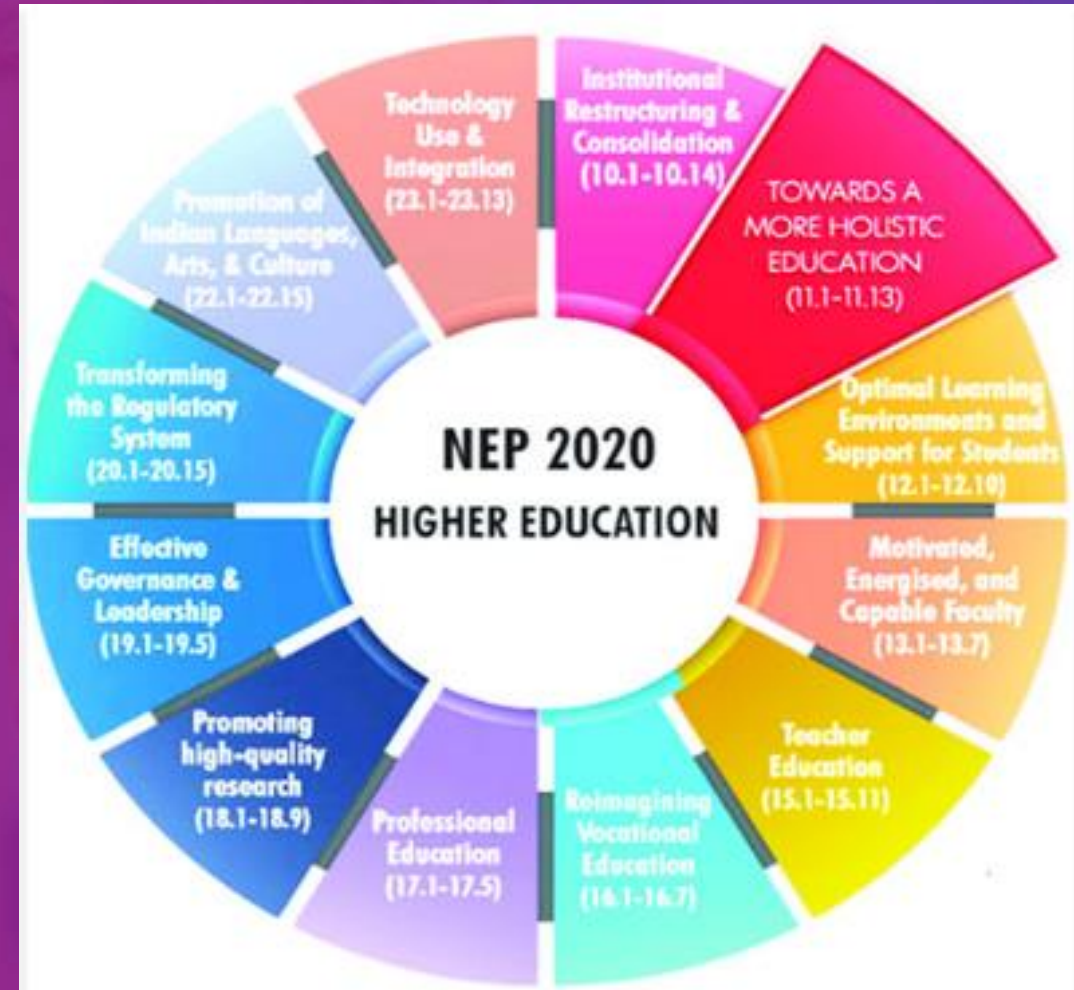 NEP 2020
HIGHER EDUCATION
Institutional
Restructuring &
Consolidation
(10.1-10.14)
TOWARDS A
MORE HOLISTIC
EDUCATION
(11.1-11.13)
Optimal Learning
Environments and
Support for Students
(12.1-12.10)
Motivated,
Energised, and
Capable Faculty
(13.1-13.7)
Teacher
Education
(15.1-15.11)
Reimagining
Vocational
Education
(16.1-16.7)
Professional
Education
(17.1-17.5)
Promoting
high-quality
research
(18.1-18.9)
Effective
Governance &
Leadership
(19.1-19.5)
Transforming
the Regulatory
System
(20.1-20.15)
Promotion of
Indian Languages,
Arts, & Culture
(22.1-22.15)
Technology
Use &
Integration
(23.1-23.13)